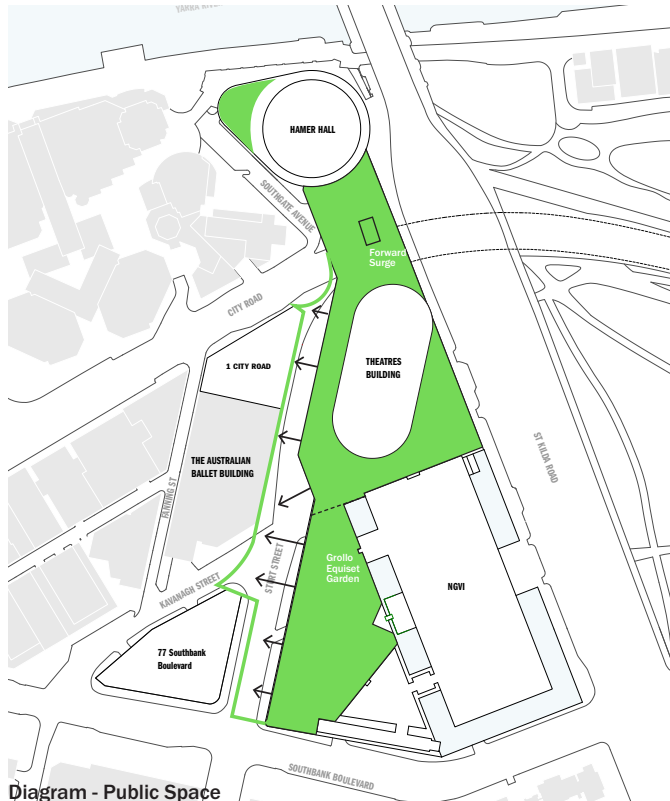 YARRA RIVER
HAMER HALL
SOUTHGATE AVENUE
Forward
Surge
CITY ROAD
1 CITY ROAD
THEATRES
BUILDING
THE AUSTRALIAN
BALLET BUILDING
FANNING ST
ST KILDA ROAD
STURT STREET
Grollo
Equiset
Garden
NGVI
KAVANAGH STREET
77 Southbank
Boulevard
SOUTHBANK BOULEVARD
Diagram - Public Space